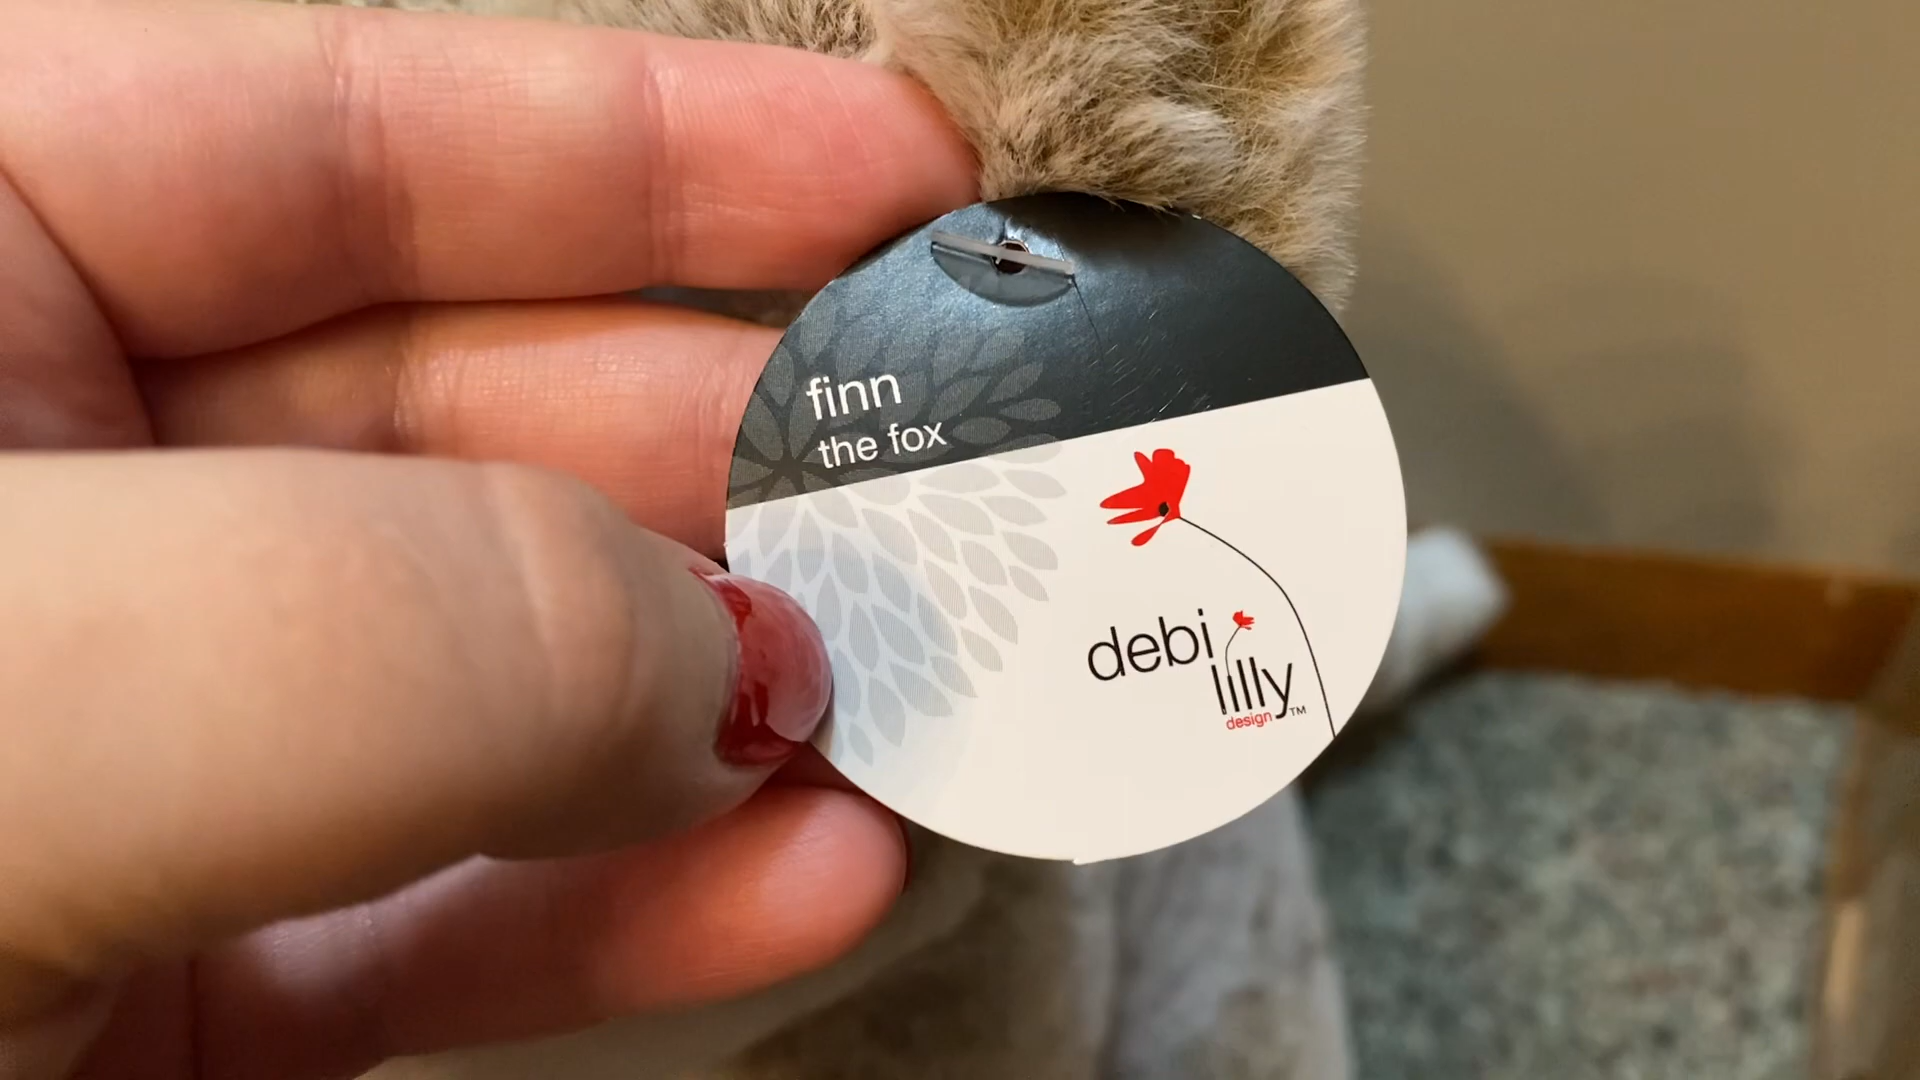 finn
the fox
debi
lilly
design™